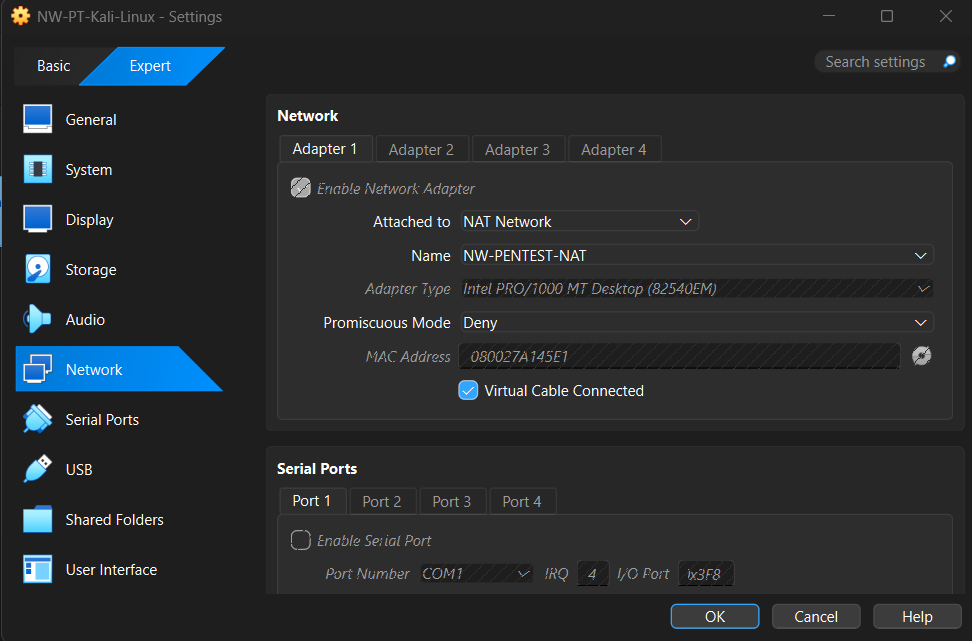 NW-PT-Kali-Linux - Settings
Basic
Expert
Search settings
General
System
Display
Storage
Audio
Network
Serial Ports
USB
Shared Folders
User Interface
Network
Adapter 1
Adapter 2
Adapter 3
Adapter 4
Enable Network Adapter
Attached to NAT Network
Name NW-PENTEST-NAT
Adapter Type Intel PRO/1000 MT Desktop (82540EM)
Promiscuous Mode Deny
MAC Address 080027A145E1
Virtual Cable Connected
Serial Ports
Port 1
Port 2
Port 3
Port 4
Enable Serial Port
Port Number COM1 IRQ 4 I/O Port 0x3F8
OK
Cancel
Help